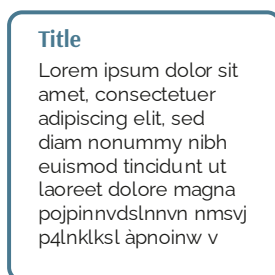 Title
Lorem ipsum dolor sit
amet, consectetuer
adipiscing elit, sed
diam nonummy nibh
euismod tincidunt ut
laoreet dolore magna
pojpinnvdslnnvn nmsvj
p4lnklksl àpnoinw v